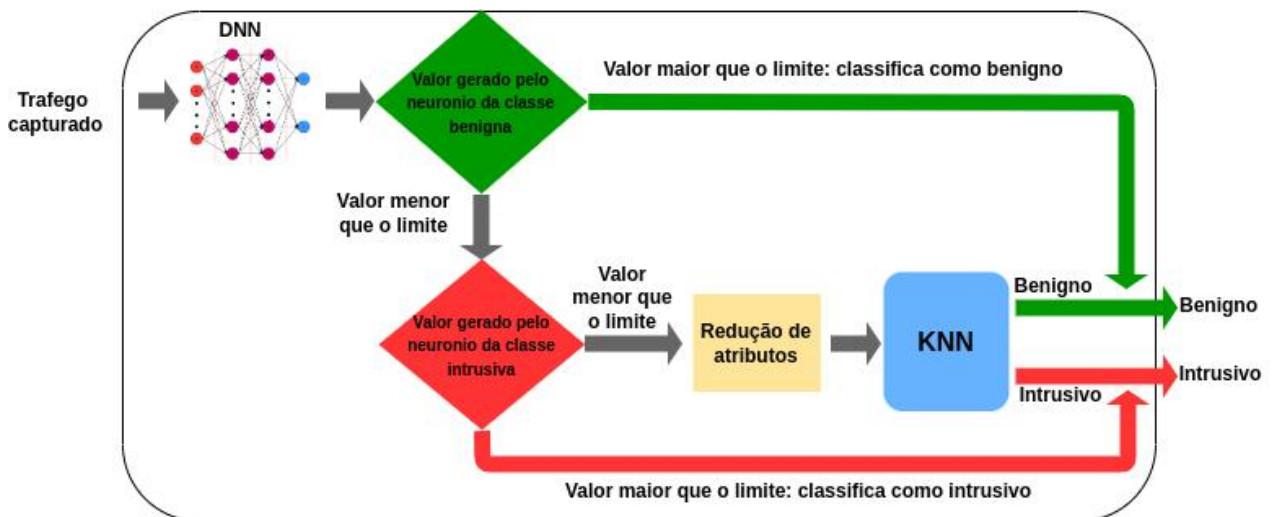 DNN
Trafego
capturado
Valor gerado pelo
neuronio da classe
benigna
Valor maior que o limite: classifica como benigno
Valor menor
que o limite
Valor gerado pelo
neuronio da classe
intrusiva
Valor
menor que
o limite
Redução de
atributos
KNN
Benigno
Benigno
Intrusivo
Intrusivo
Valor maior que o limite: classifica como intrusivo